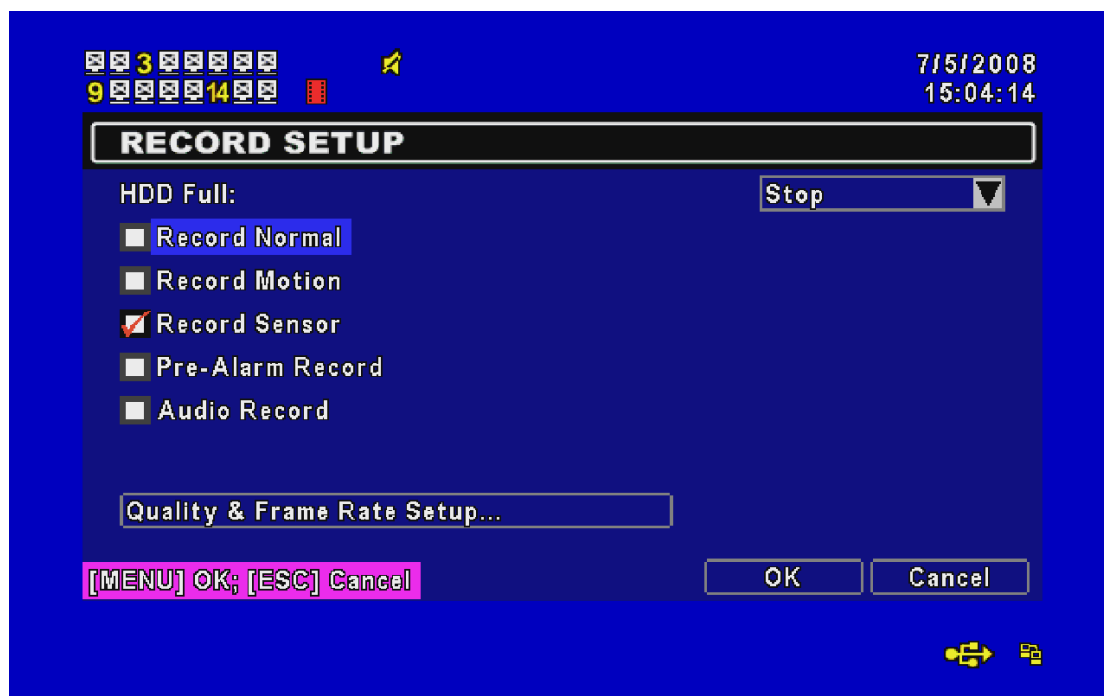 3
7/5/2008
9 14
15:04:14
RECORD SETUP
HDD Full: Stop
Record Normal
Record Motion
Record Sensor
Pre-Alarm Record
Audio Record
Quality & Frame Rate Setup...
[MENU] OK; [ESC] Cancel OK Cancel